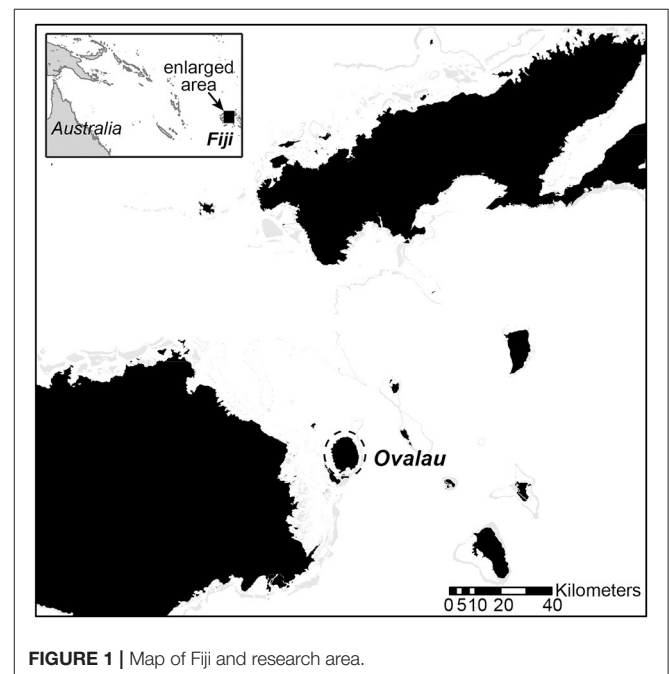 enlarged
area
Australia
Fiji
Ovalau
Kilometers
0 5 10 20 40
FIGURE 1 | Map of Fiji and research area.